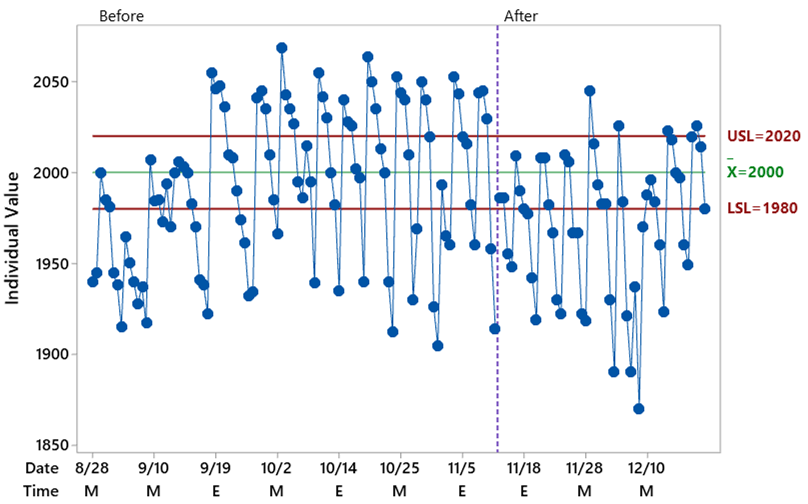 Before After
2050
USL=2020
2000 X̄=2000
LSL=1980
1950
1900
1850
Individual Value
Date 8/28 9/10 9/19 10/2 10/14 10/25 11/5 11/18 11/28 12/10
Time M M E M E M E E M M